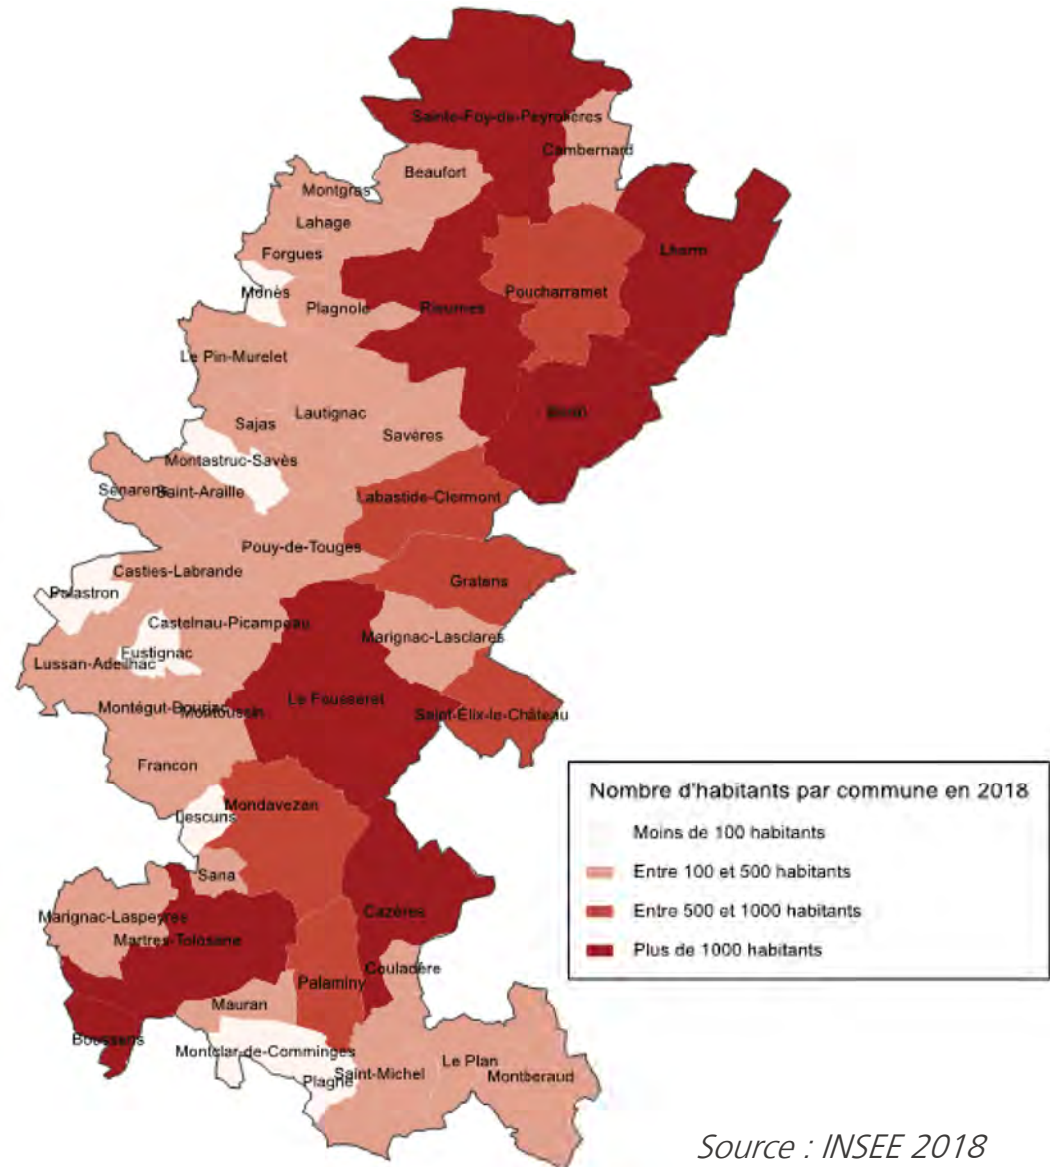 Sainte-Foy-de-Peyrolières
Cambernard
Beaufort
Montgras
Lahage
Lherm
Forgues
Monès
Poucharramet
Plagnole
Rieumes
Le Pin-Murelet
Lautignac
Sajas
Savères
Montastruc-Savès
Senarens
Saint-Araille
Labastide-Clermont
Pouy-de-Touges
Casties-Labrande
Gratens
Polastron
Castelnau-Picampeau
Marignac-Lasclares
Fustignac
Lussan-Adeilhac
Le Fousseret
Montégut-Bourjac
Montoussin
Saint-Élix-le-Château
Francon
Mondavezan
Lescuns
Sana
Cazères
Marignac-Laspeyres
Martres-Tolosane
Couladère
Palaminy
Mauran
Boussens
Montclar-de-Comminges
Le Plan
Saint-Michel
Montberaud
Plagne
Nombre d'habitants par commune en 2018
Moins de 100 habitants
Entre 100 et 500 habitants
Entre 500 et 1000 habitants
Plus de 1000 habitants
Source : INSEE 2018